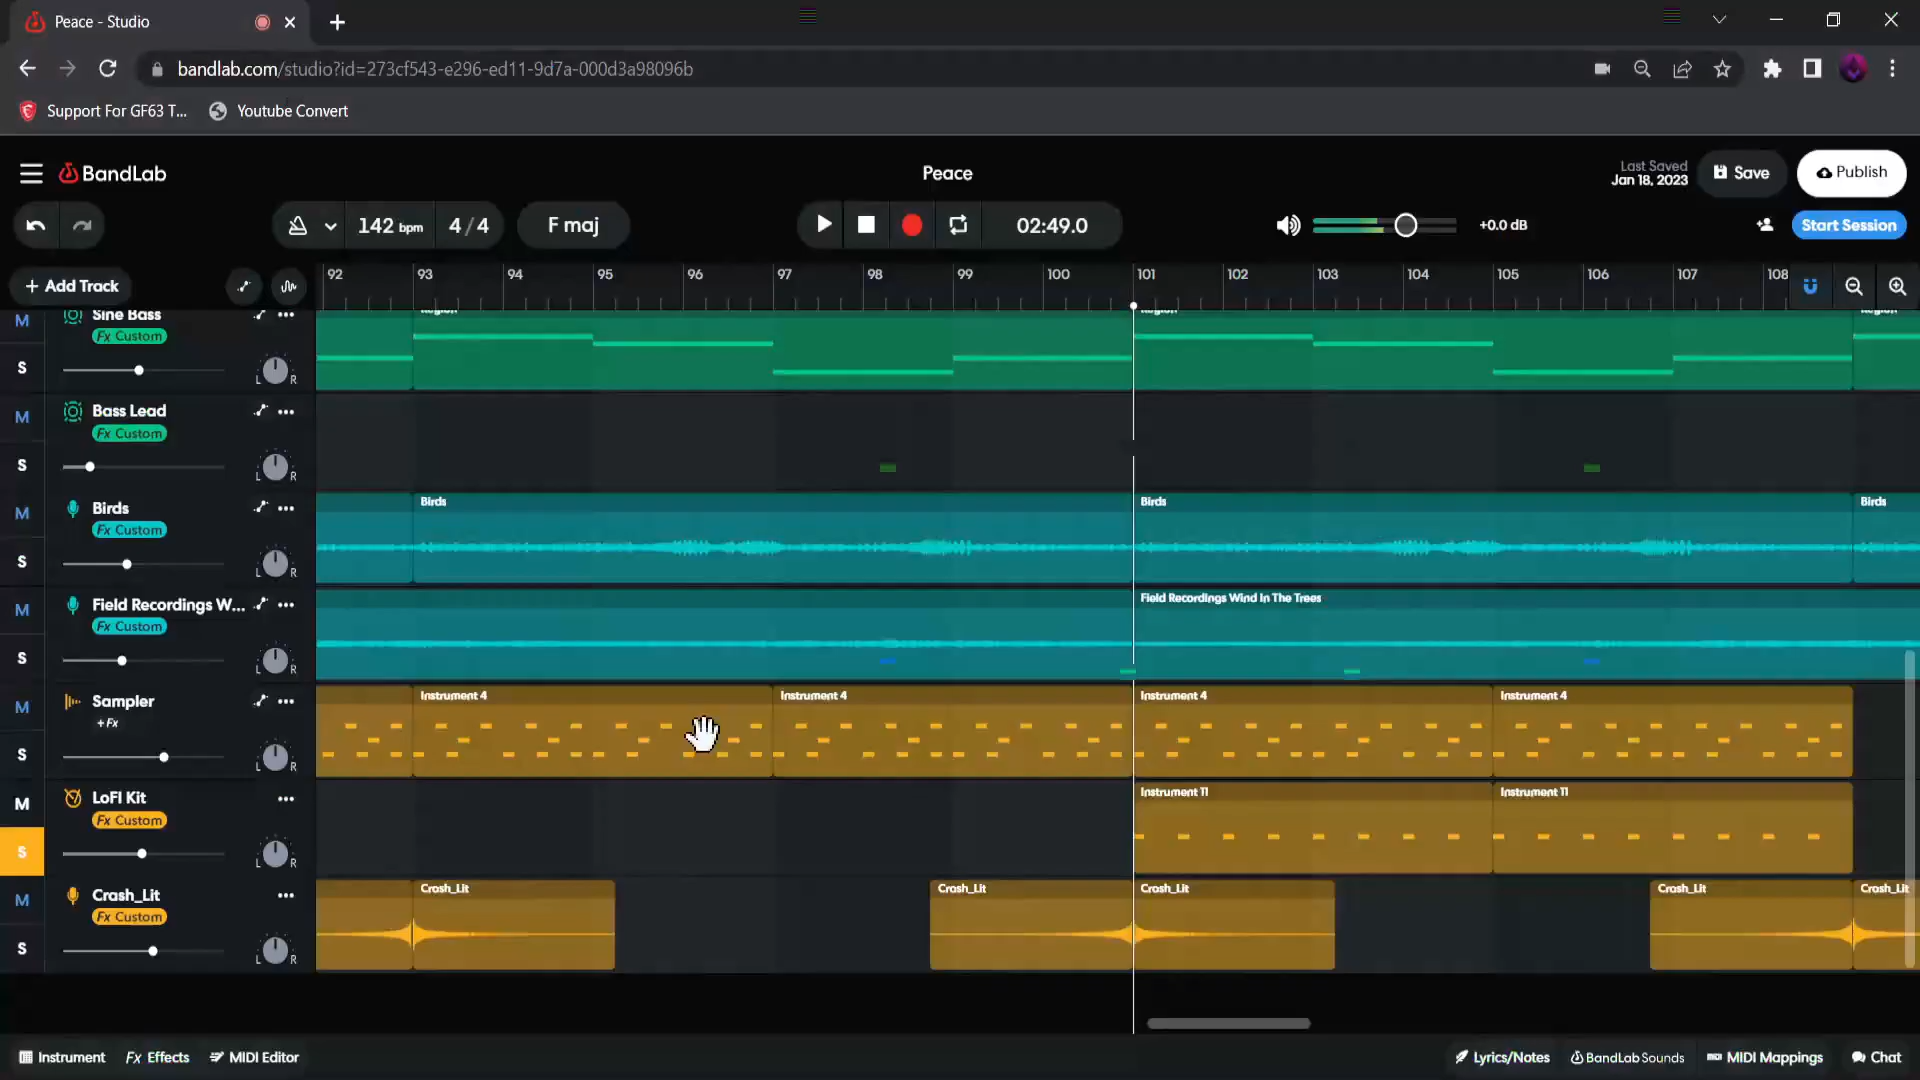 Peace - Studio
bandlab.com/studio?id=273cf543-e296-ed11-9d7a-000d3a98096b
Support For GF63 T...
Youtube Convert
BandLab
Peace
Last Saved
Jan 18, 2023
Save
Publish
142 bpm
4/4
F maj
02:49.0
+0.0 dB
Start Session
+ Add Track
92 93 94 95 96 97 98 99 100 101 102 103 104 105 106 107 108
M
Sine Bass
Fx Custom
S
L R
Region
Region
Region
M
Bass Lead
Fx Custom
S
L R
M
Birds
Fx Custom
S
L R
Birds
Birds
Birds
M
Field Recordings W...
Fx Custom
S
L R
Field Recordings Wind In The Trees
M
Sampler
+ Fx
S
L R
Instrument 4
Instrument 4
Instrument 4
Instrument 4
M
LoFI Kit
Fx Custom
S
L R
Instrument 11
Instrument 11
M
Crash_Lit
Fx Custom
S
L R
Crash_Lit
Crash_Lit
Crash_Lit
Crash_Lit
Crash_Lit
Instrument
Fx Effects
MIDI Editor
Lyrics/Notes
BandLab Sounds
MIDI Mappings
Chat